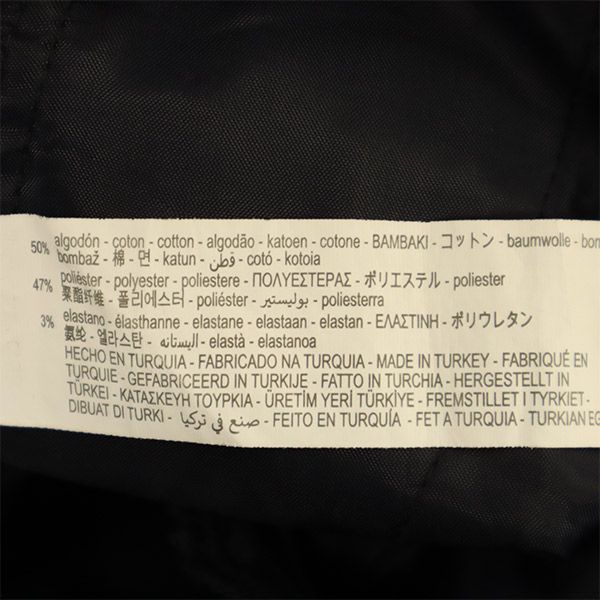 50% algodón - coton - cotton - algodão - katoen - cotone - BAMBAKI - コットン - baumwolle -
bombaž - 棉 - 면 - katun - قطن - cotó - kotoia
47% poliéster - polyester - poliestere - ΠΟΛΥΕΣΤΕΡΑΣ - ポリエステル - poliester
聚酯纤维 - 폴리에스터 - poliéster - بوليستير - poliesterra
3% elastano - élasthanne - elastane - elastaan - elastan - ΕΛΑΣΤΙΝΗ - ポリウレタン
氨纶 - 엘라스탄 - البستانه - elastà - elastanoa
HECHO EN TURQUIA - FABRICADO NA TURQUIA - MADE IN TURKEY - FABRIQUÉ EN
TURQUIE - GEFABRICEERD IN TURKIJE - FATTO IN TURCHIA - HERGESTELLT IN
TÜRKEI - ΚΑΤΑΣΚΕΥΗ ΤΟΥΡΚΙΑ - ÜRETİM YERİ TÜRKİYE - FREMSTILLET I TYRKIET -
DIBUAT DI TURKI - صنع في تركيا - FEITO EN TURQUÍA - FET A TURQUIA - TURKIAN